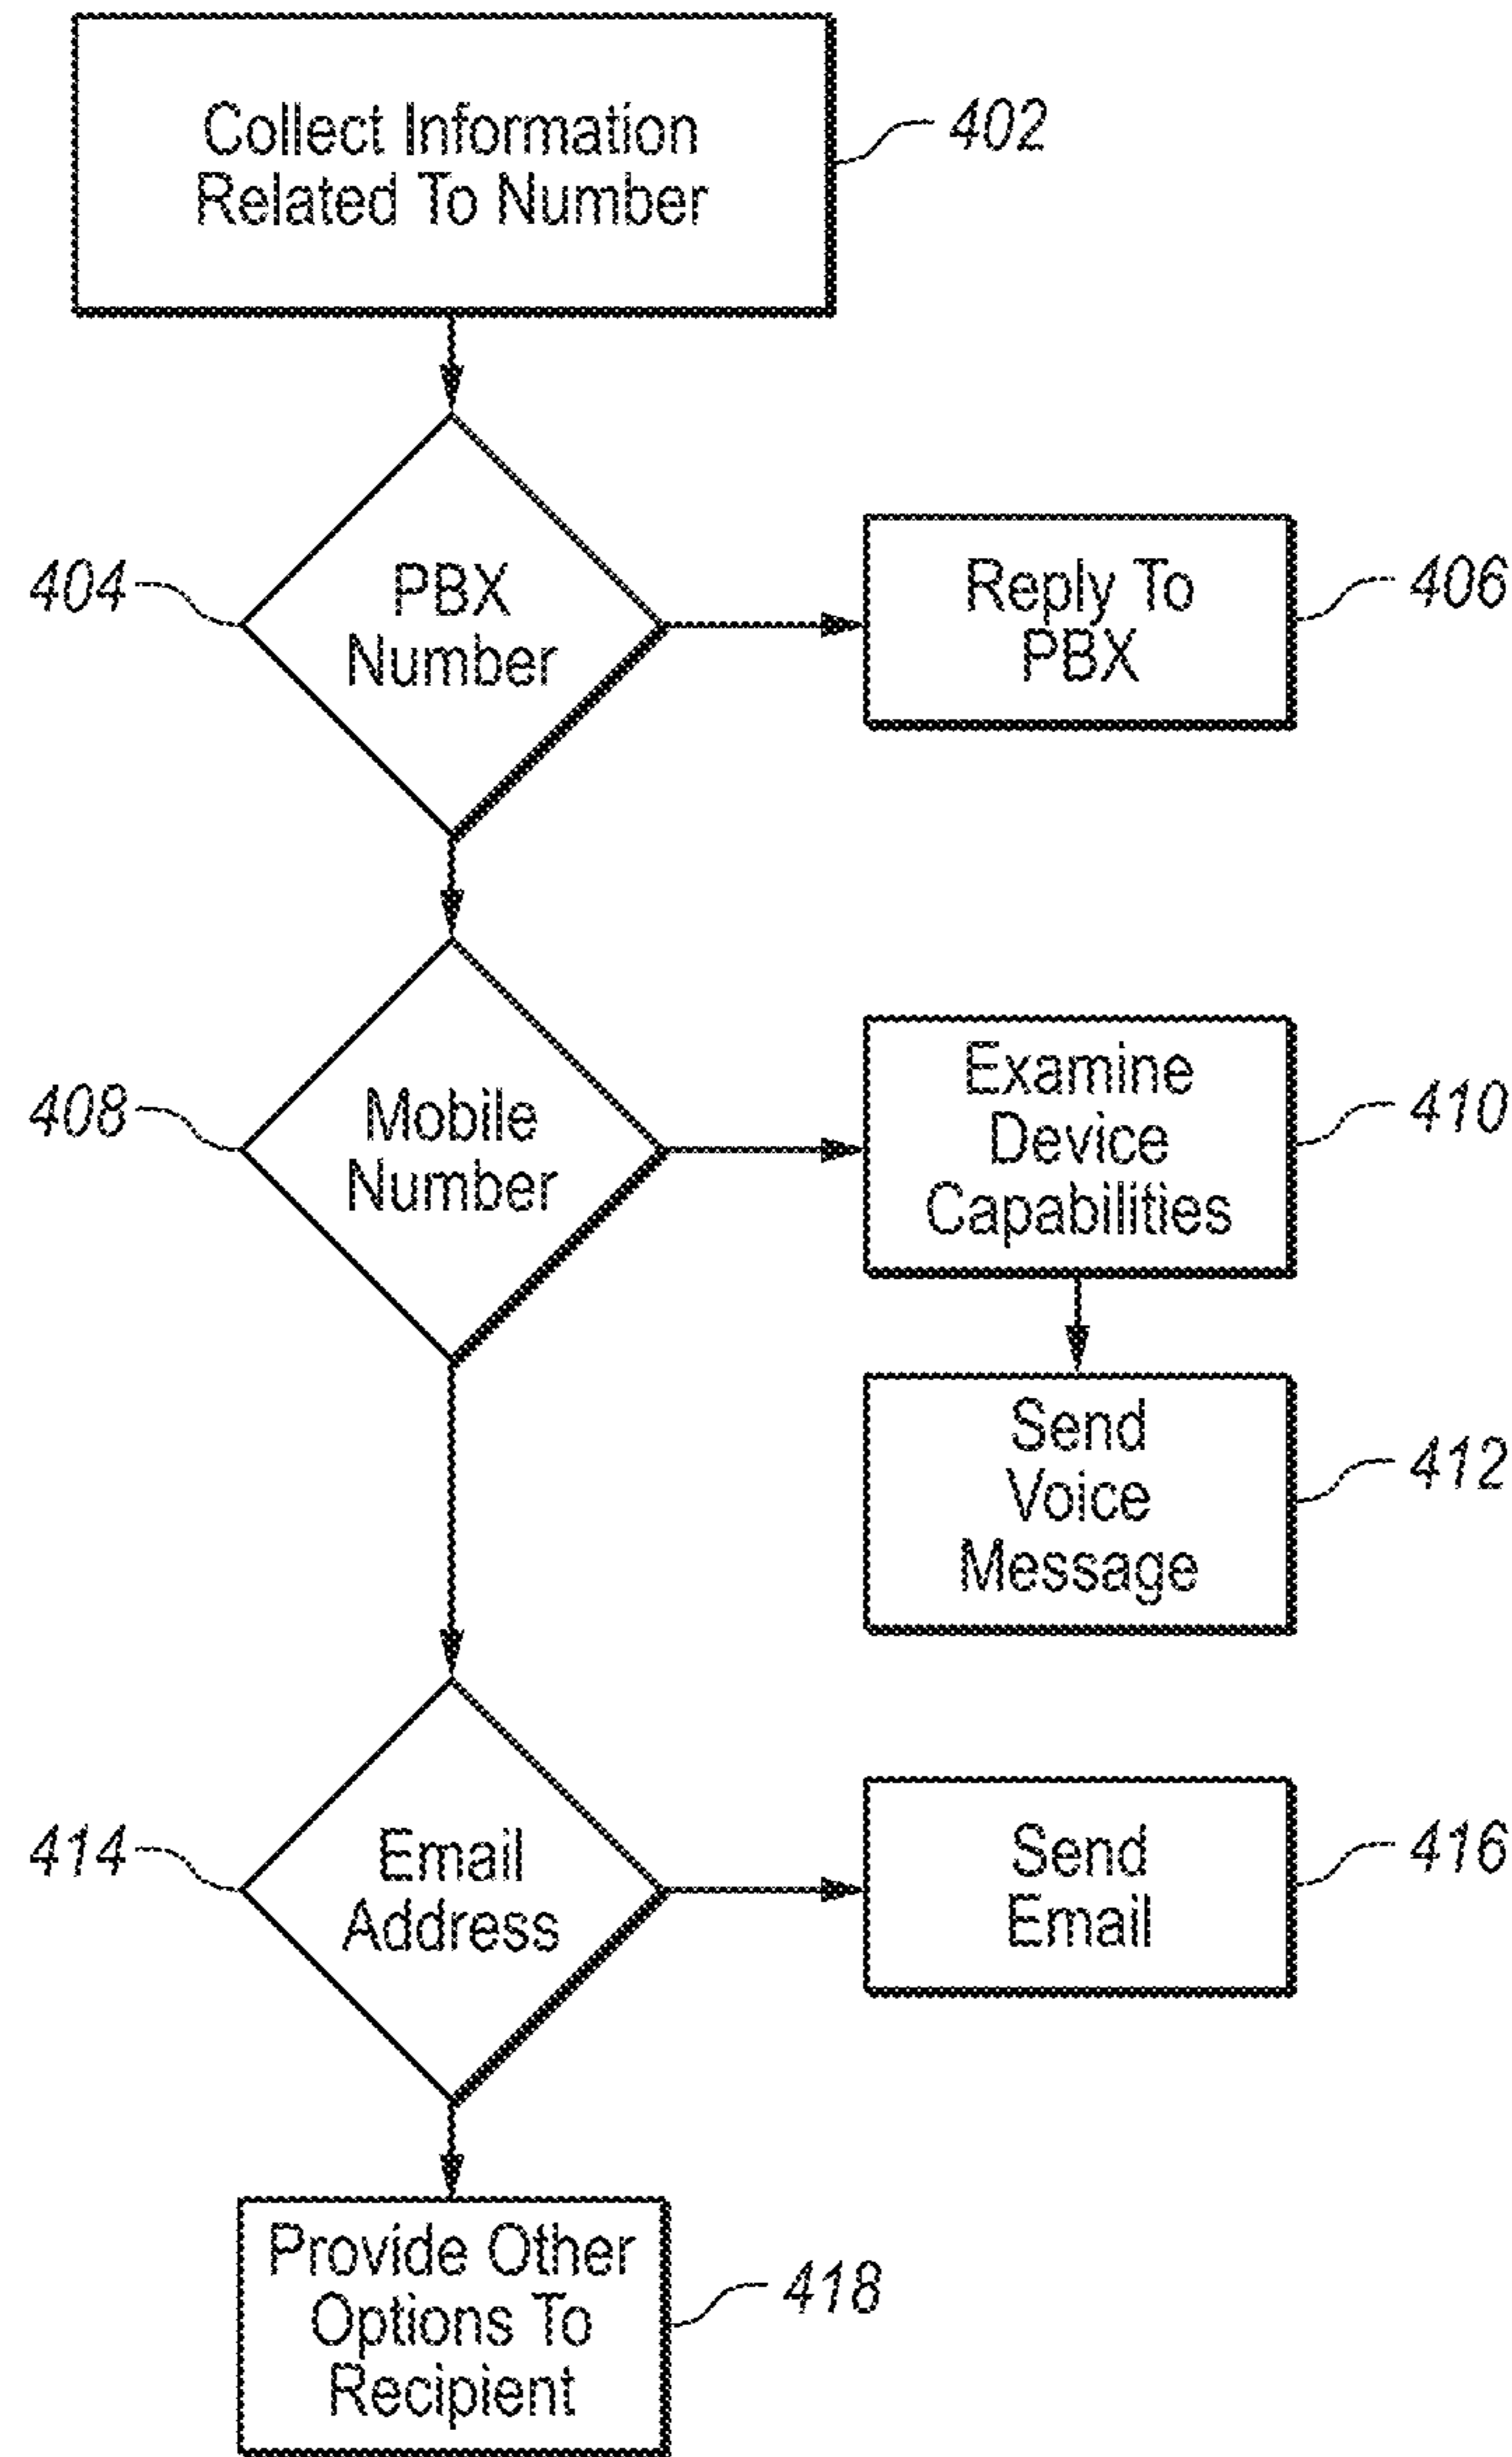 Collect Information
Related To Number
402
404
PBX
Number
Reply To
PBX
406
408
Mobile
Number
Examine
Device
Capabilities
410
Send
Voice
Message
412
414
Email
Address
Send
Email
416
Provide Other
Options To
Recipient
418